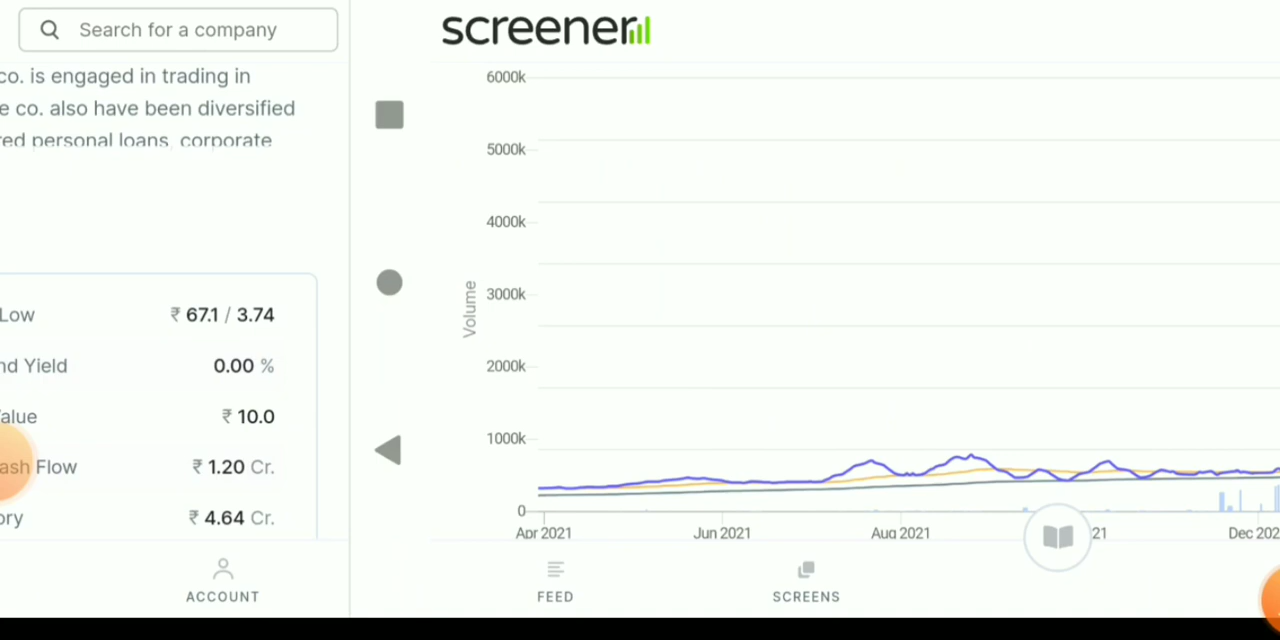 Search for a company
co. is engaged in trading in
e co. also have been diversified
red personal loans, corporate
Low ₹ 67.1 / 3.74
nd Yield 0.00 %
alue ₹ 10.0
ash Flow ₹ 1.20 Cr.
ory ₹ 4.64 Cr.
ACCOUNT
screener
6000k
5000k
4000k
3000k
2000k
1000k
0
Volume
Apr 2021 Jun 2021 Aug 2021 21 Dec 202
FEED SCREENS